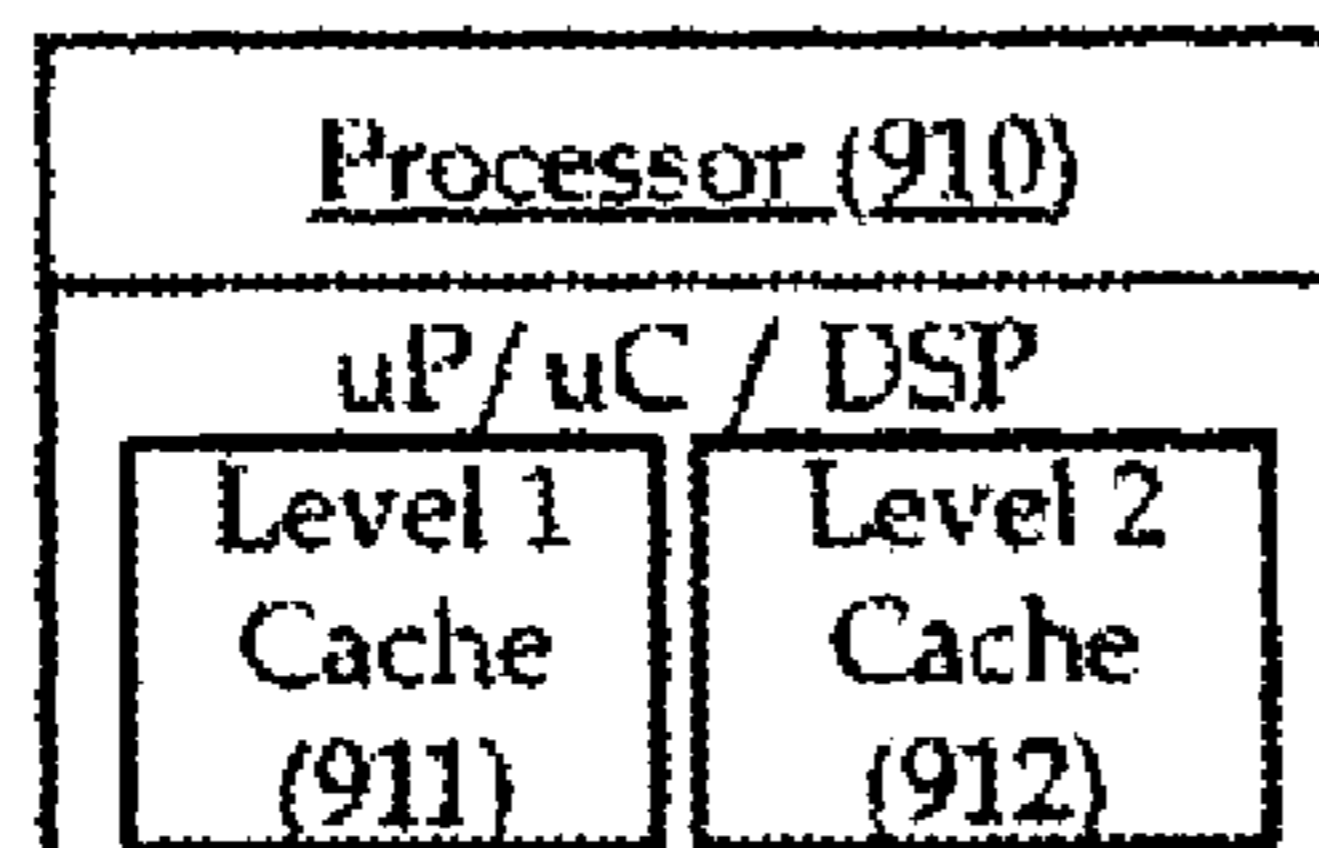 Processor (910)
uP/uC / DSP
Level 1
Cache
(911)
Level 2
Cache
(912)